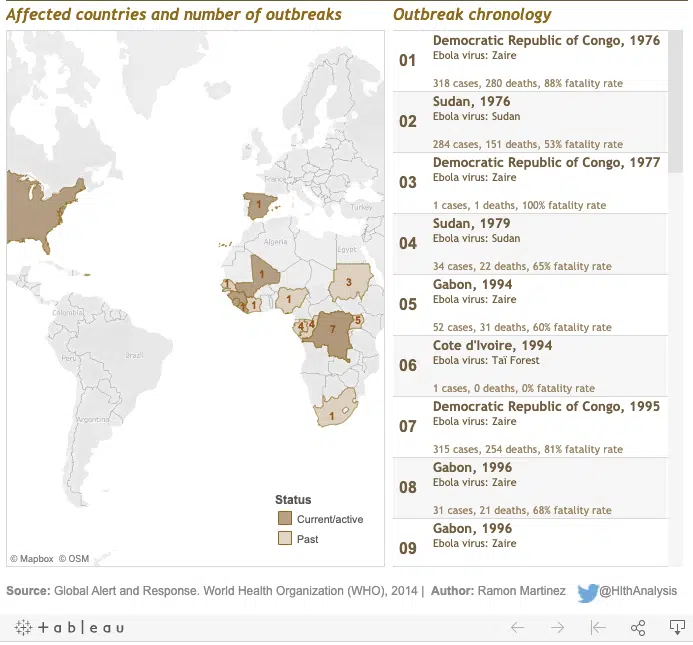 Affected countries and number of outbreaks
Outbreak chronology
France
Turkey
Algeria
Egypt
Colombia
Peru
Brazil
Argentina
1
1
3
1
1
1
4
4
7
5
1
Status
Current/active
Past
© Mapbox © OSM
01
Democratic Republic of Congo, 1976
Ebola virus: Zaire
318 cases, 280 deaths, 88% fatality rate
02
Sudan, 1976
Ebola virus: Sudan
284 cases, 151 deaths, 53% fatality rate
03
Democratic Republic of Congo, 1977
Ebola virus: Zaire
1 cases, 1 deaths, 100% fatality rate
04
Sudan, 1979
Ebola virus: Sudan
34 cases, 22 deaths, 65% fatality rate
05
Gabon, 1994
Ebola virus: Zaire
52 cases, 31 deaths, 60% fatality rate
06
Cote d'Ivoire, 1994
Ebola virus: Taï Forest
1 cases, 0 deaths, 0% fatality rate
07
Democratic Republic of Congo, 1995
Ebola virus: Zaire
315 cases, 254 deaths, 81% fatality rate
08
Gabon, 1996
Ebola virus: Zaire
31 cases, 21 deaths, 68% fatality rate
09
Gabon, 1996
Ebola virus: Zaire
Source: Global Alert and Response. World Health Organization (WHO), 2014 | Author: Ramon Martinez @HlthAnalysis
+ableau